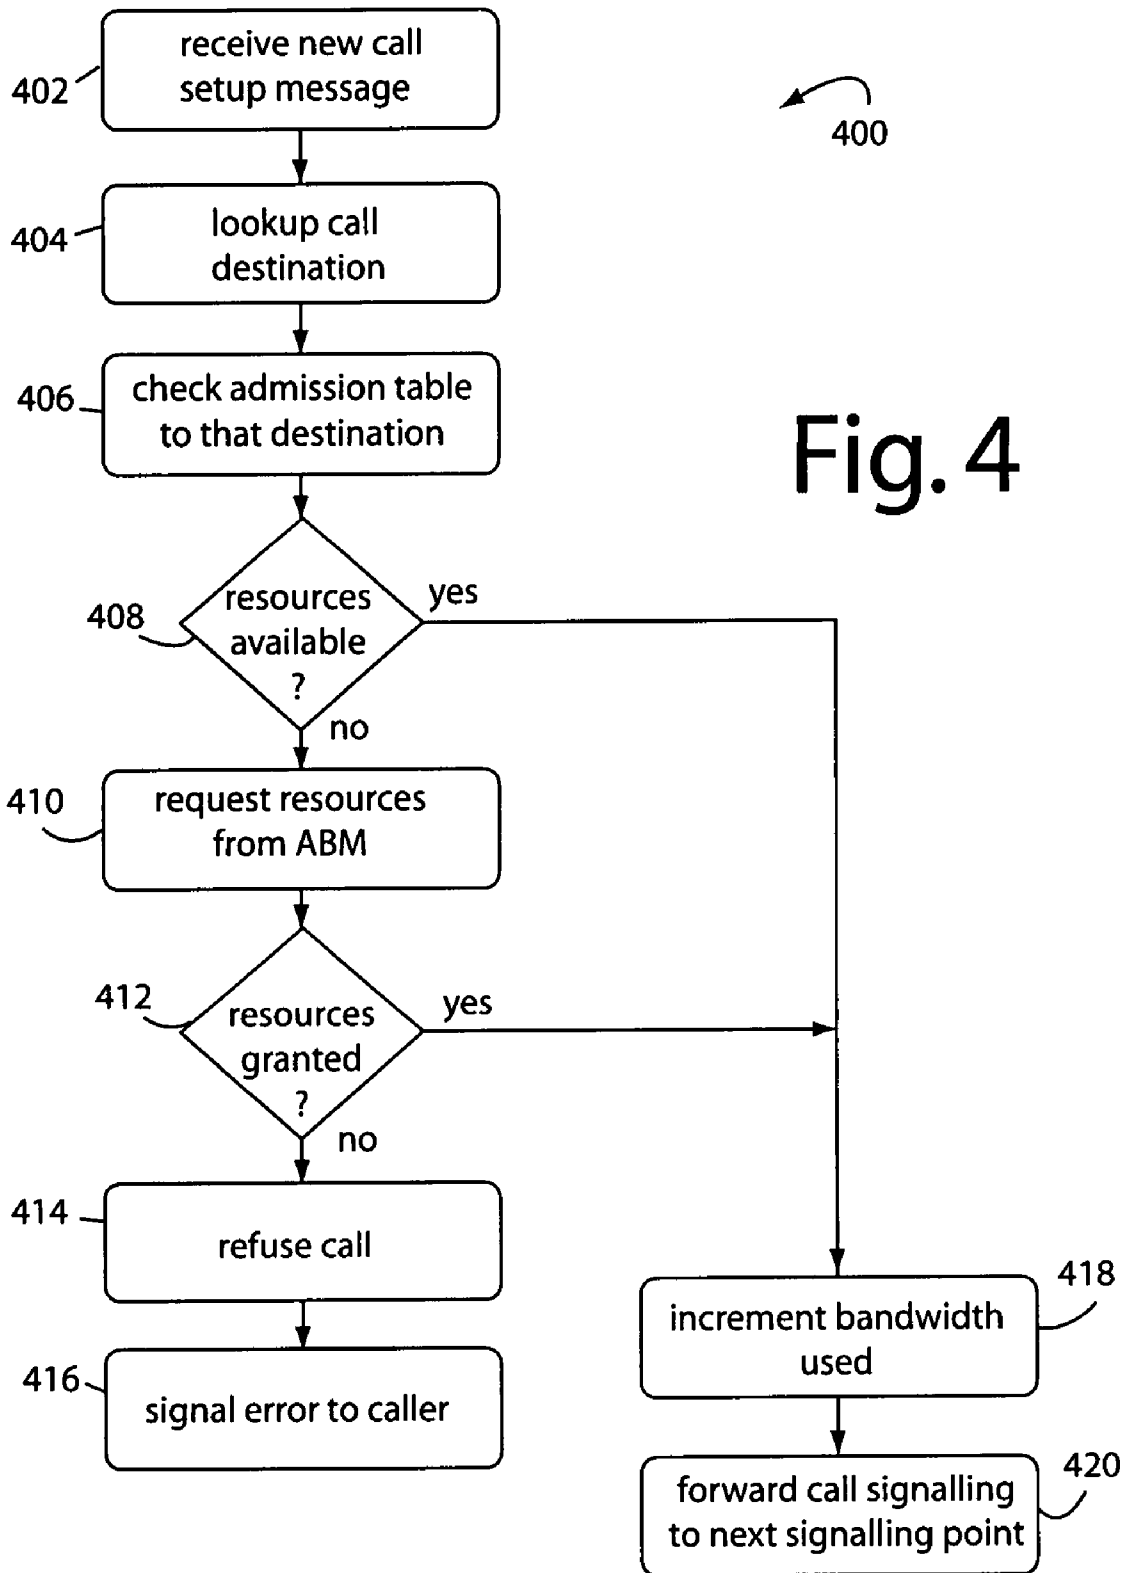 receive new call
setup message
402
400
lookup call
destination
404
check admission table
to that destination
406
Fig. 4
resources
available
?
408
yes
no
request resources
from ABM
410
resources
granted
?
412
yes
no
refuse call
414
increment bandwidth
used
418
signal error to caller
416
forward call signalling
to next signalling point
420